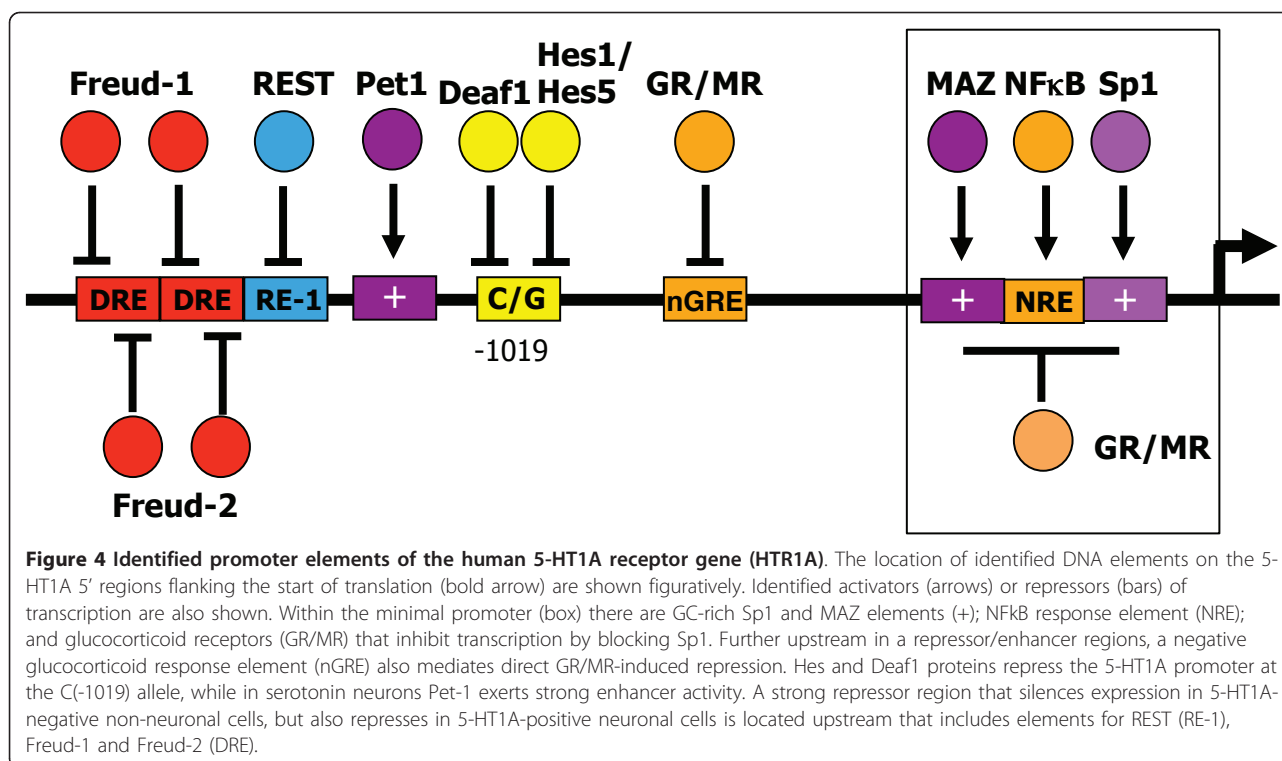 Freud-1 REST Pet1 Deaf1 Hes1/
Hes5 GR/MR MAZ NFκB Sp1
DRE DRE RE-1 + C/G nGRE + NRE +
-1019
Freud-2
GR/MR
Figure 4 Identified promoter elements of the human 5-HT1A receptor gene (HTR1A). The location of identified DNA elements on the 5-
HT1A 5’ regions flanking the start of translation (bold arrow) are shown figuratively. Identified activators (arrows) or repressors (bars) of
transcription are also shown. Within the minimal promoter (box) there are GC-rich Sp1 and MAZ elements (+); NFkB response element (NRE);
and glucocorticoid receptors (GR/MR) that inhibit transcription by blocking Sp1. Further upstream in a repressor/enhancer regions, a negative
glucocorticoid response element (nGRE) also mediates direct GR/MR-induced repression. Hes and Deaf1 proteins repress the 5-HT1A promoter at
the C(-1019) allele, while in serotonin neurons Pet-1 exerts strong enhancer activity. A strong repressor region that silences expression in 5-HT1A-
negative non-neuronal cells, but also represses in 5-HT1A-positive neuronal cells is located upstream that includes elements for REST (RE-1),
Freud-1 and Freud-2 (DRE).